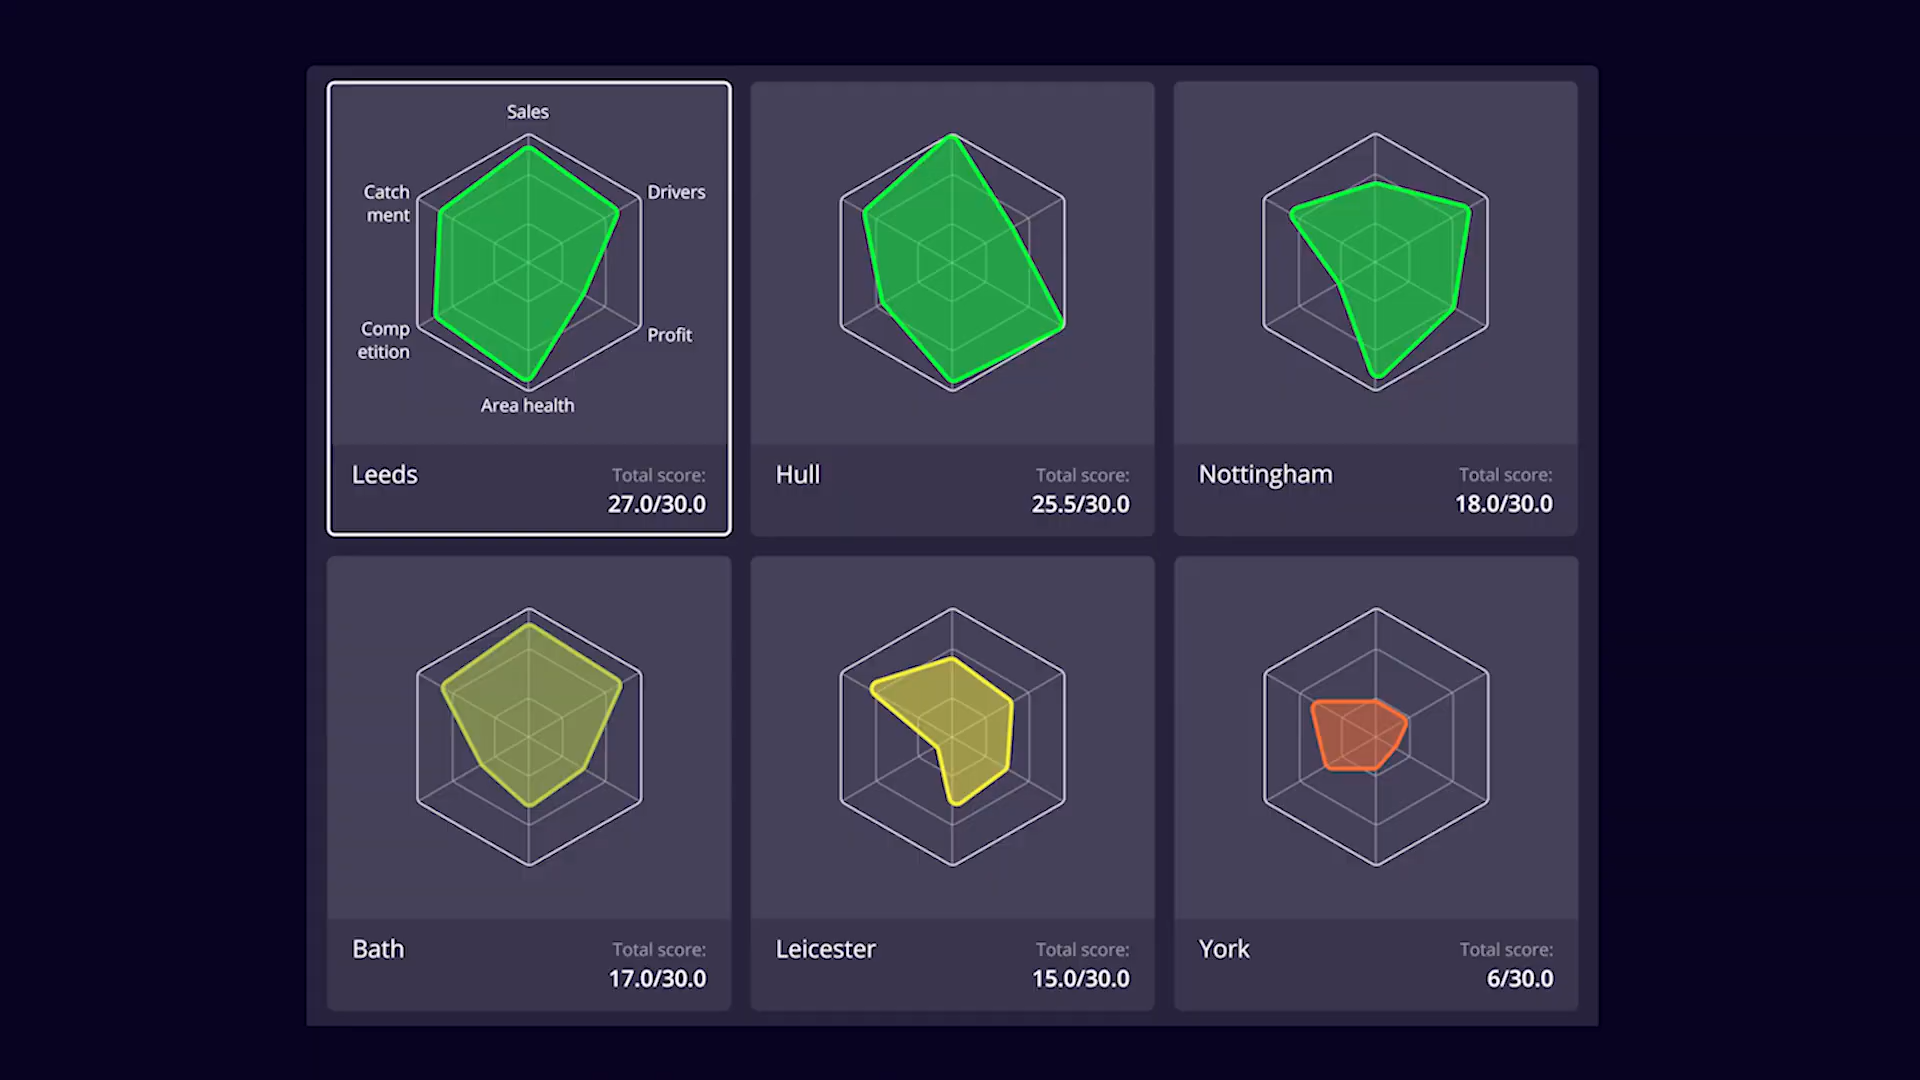 Sales
Catch
ment
Drivers
Comp
etition
Profit
Area health
Leeds
Total score:
27.0/30.0
Hull
Total score:
25.5/30.0
Nottingham
Total score:
18.0/30.0
Bath
Total score:
17.0/30.0
Leicester
Total score:
15.0/30.0
York
Total score:
6/30.0